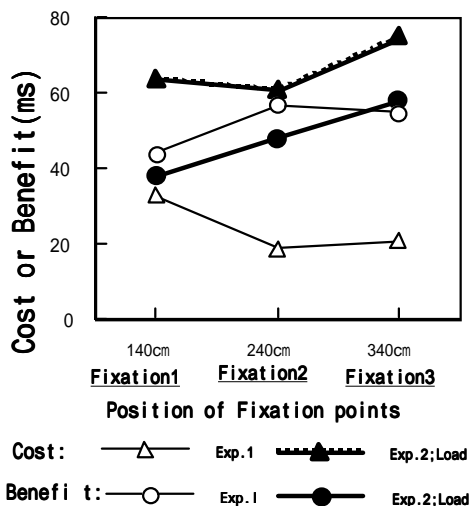 Cost or Benefit(ms)
80
60
40
20
0
140cm 240cm 340cm
Fixation1 Fixation2 Fixation3
Position of Fixation points
Cost: Exp.1 Exp.2;Load
Benefit: Exp.I Exp.2;Load